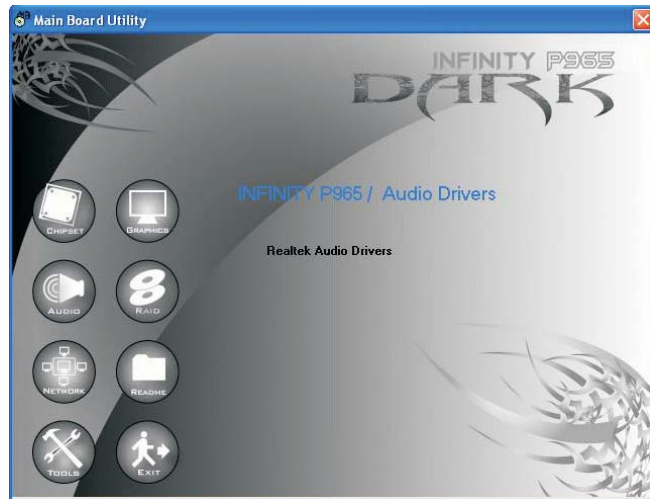 Main Board Utility
INFINITY P965
DARK
INFINITY P965 / Audio Drivers
Realtek Audio Drivers
CHIPSET
GRAPHICS
AUDIO
RAID
NETWORK
README
TOOLS
EXIT